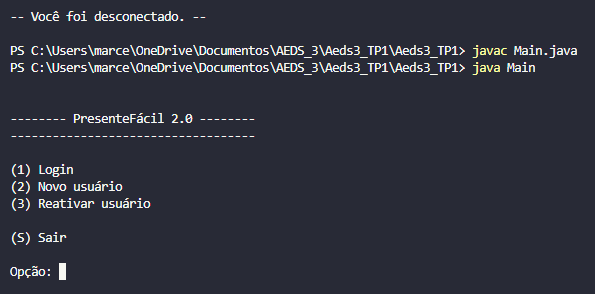 -- Você foi desconectado. --
PS C:\Users\marce\OneDrive\Documentos\AEDS_3\Aeds3_TP1\Aeds3_TP1> javac Main.java
PS C:\Users\marce\OneDrive\Documentos\AEDS_3\Aeds3_TP1\Aeds3_TP1> java Main
-------- PresenteFácil 2.0 --------
-----------------------------------
(1) Login
(2) Novo usuário
(3) Reativar usuário
(S) Sair
Opção: